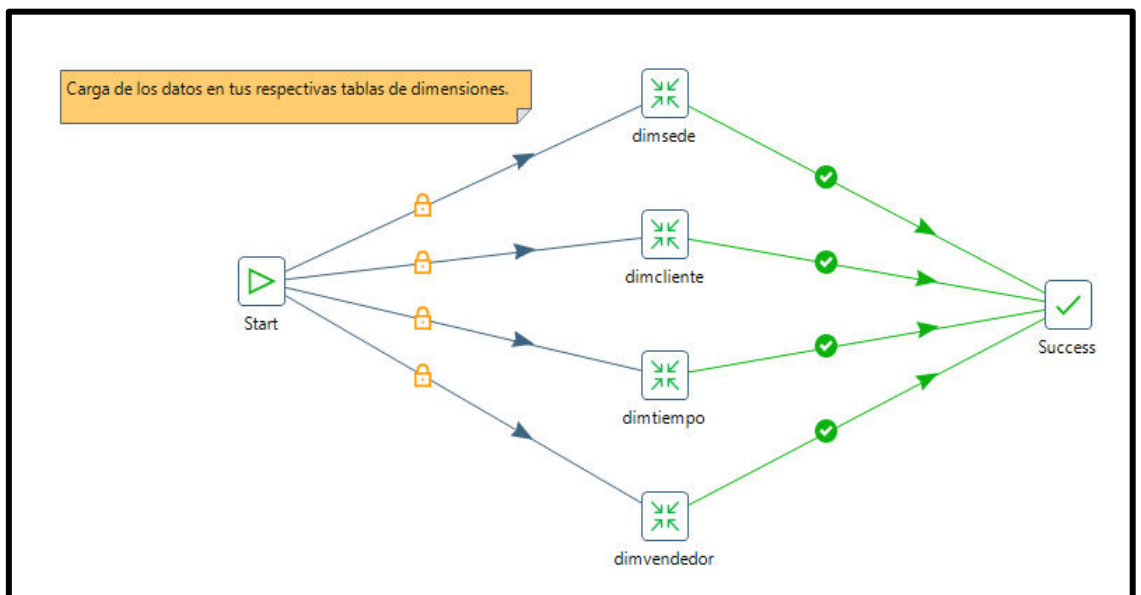 Carga de los datos en tus respectivas tablas de dimensiones.
dimsede
dimcliente
Start
Success
dimtiempo
dimvendedor